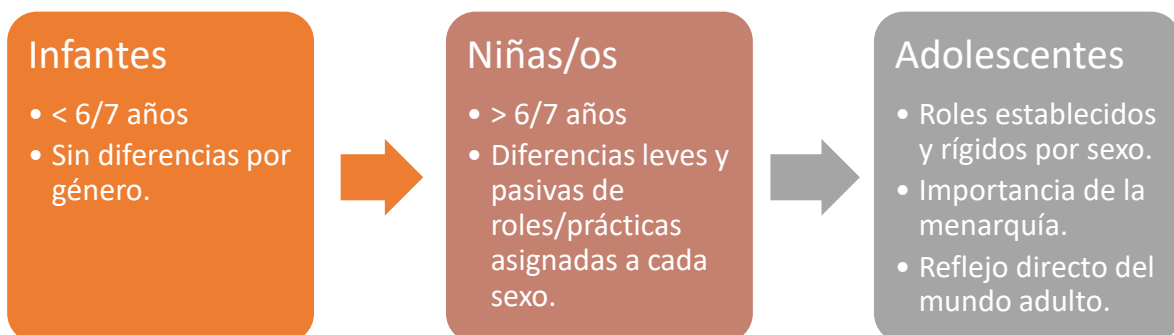 Infantes
• < 6/7 años
• Sin diferencias por
género.
Niñas/os
• > 6/7 años
• Diferencias leves y
pasivas de
roles/prácticas
asignadas a cada
sexo.
Adolescentes
• Roles establecidos
y rígidos por sexo.
• Importancia de la
menarquía.
• Reflejo directo del
mundo adulto.